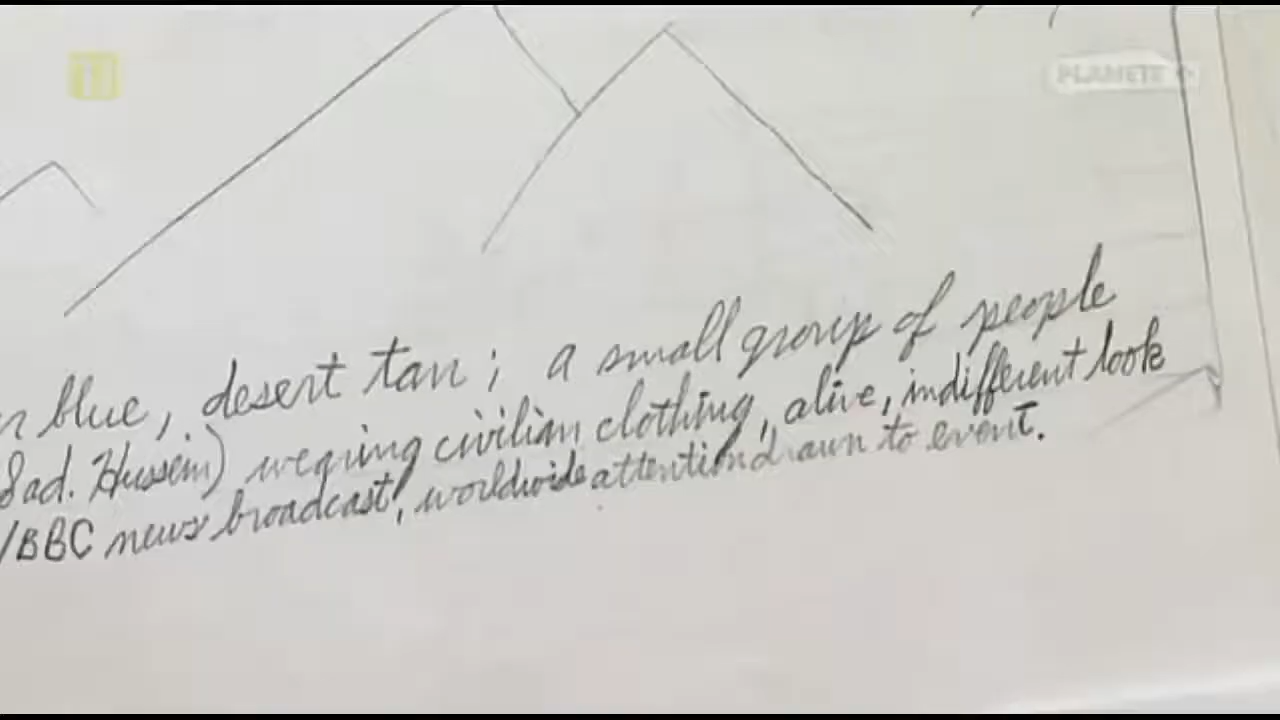 PLANETE
blue, desert tan; a small group of people
Sad. Hussein) wearing civilian clothing, alive, indifferent look
/BBC news broadcast, worldwide attention drawn to event.